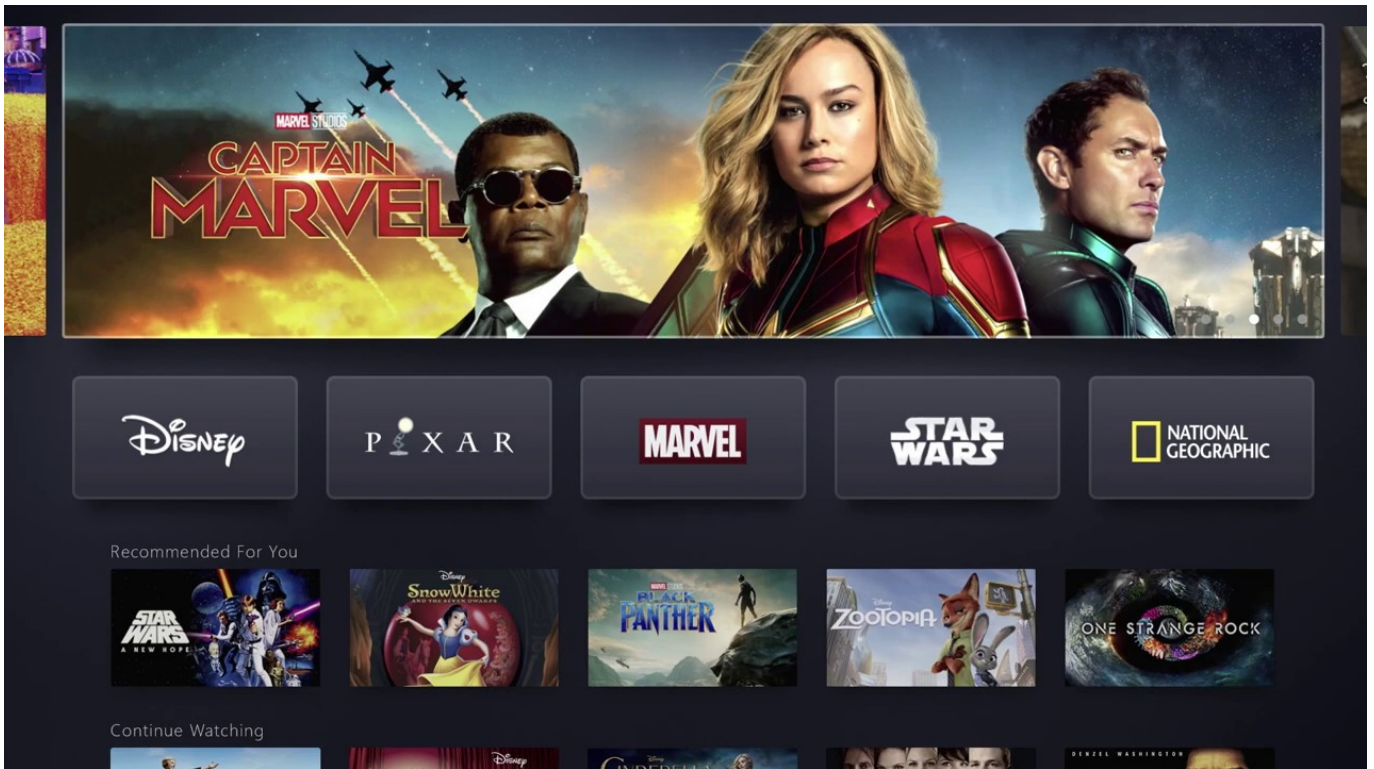 MARVEL STUDIOS
CAPTAIN
MARVEL
DISNEY
PIXAR
MARVEL
STAR
WARS
NATIONAL
GEOGRAPHIC
Recommended For You
STAR
WARS
A NEW HOPE
Disney
Snow White
AND THE SEVEN DWARFS
MARVEL STUDIOS
BLACK
PANTHER
Disney
ZOOTOPIA
ONE STRANGE ROCK
Continue Watching
Disney
Disney
CINDERELLA
DENZEL WASHINGTON